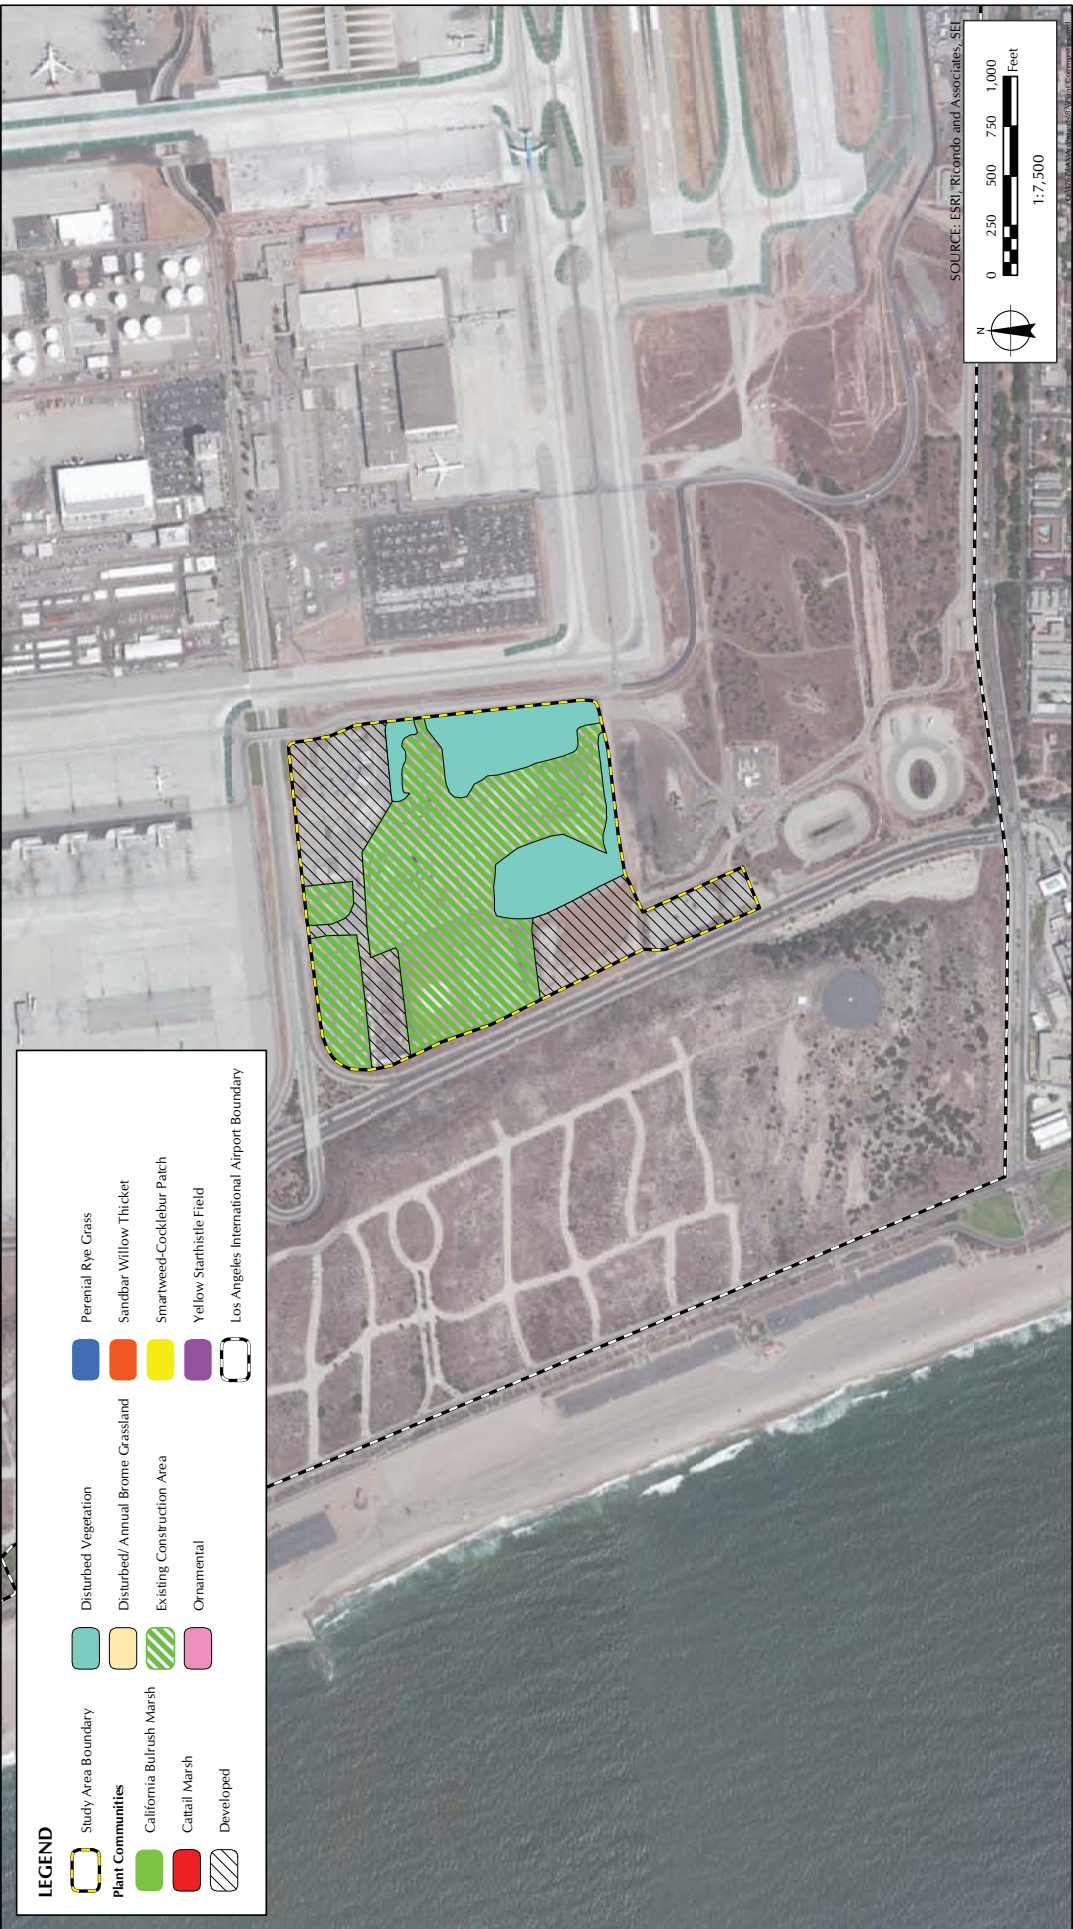 LEGEND
Study Area Boundary
Plant Communities
California Bulrush Marsh
Cattail Marsh
Developed
Disturbed Vegetation
Disturbed/ Annual Brome Grassland
Existing Construction Area
Ornamental
Perenial Rye Grass
Sandbar Willow Thicket
Smartweed-Cocklebur Patch
Yellow Starthistle Field
Los Angeles International Airport Boundary
SOURCE: ESRI, Ricondo and Associates, SEI
N
0 250 500 750 1,000
Feet
1:7,500